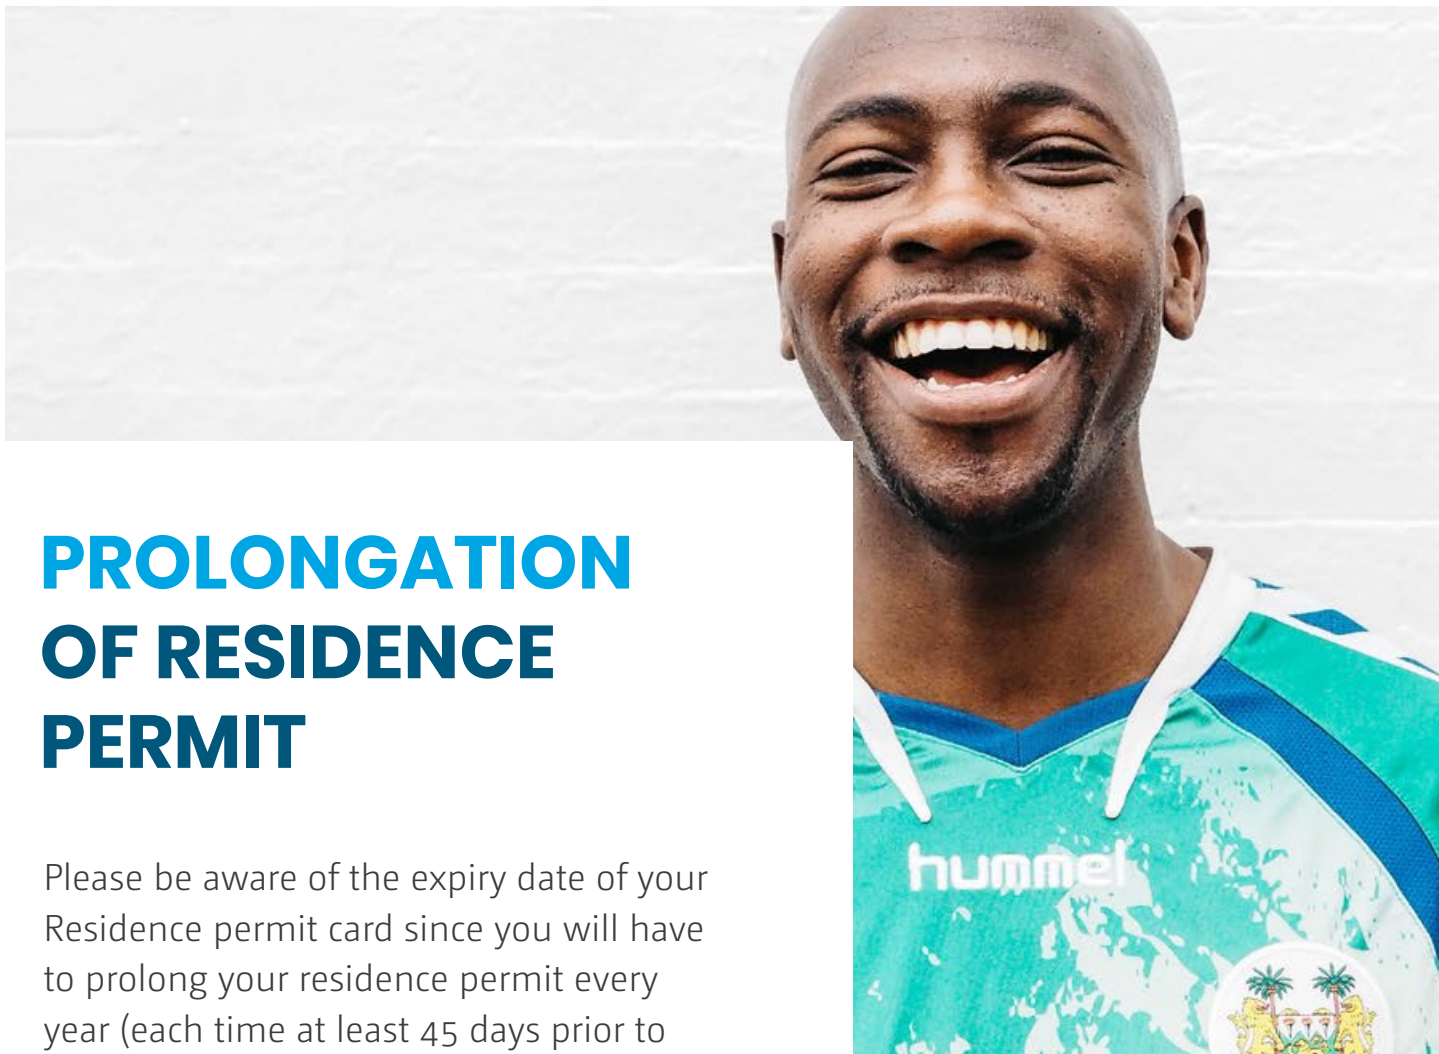 PROLONGATION
OF RESIDENCE
PERMIT
Please be aware of the expiry date of your
Residence permit card since you will have
to prolong your residence permit every
year (each time at least 45 days prior to
hummel